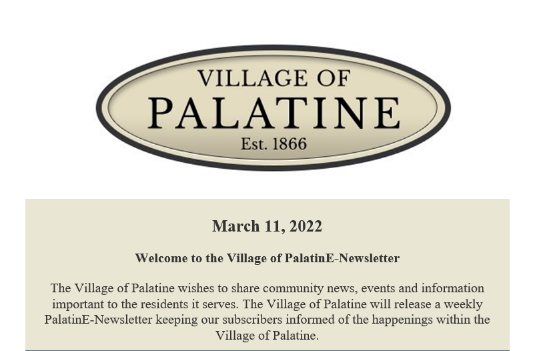 VILLAGE OF
PALATINE
Est. 1866
March 11, 2022
Welcome to the Village of PalatinE-Newsletter
The Village of Palatine wishes to share community news, events and information
important to the residents it serves. The Village of Palatine will release a weekly
PalatinE-Newsletter keeping our subscribers informed of the happenings within the
Village of Palatine.